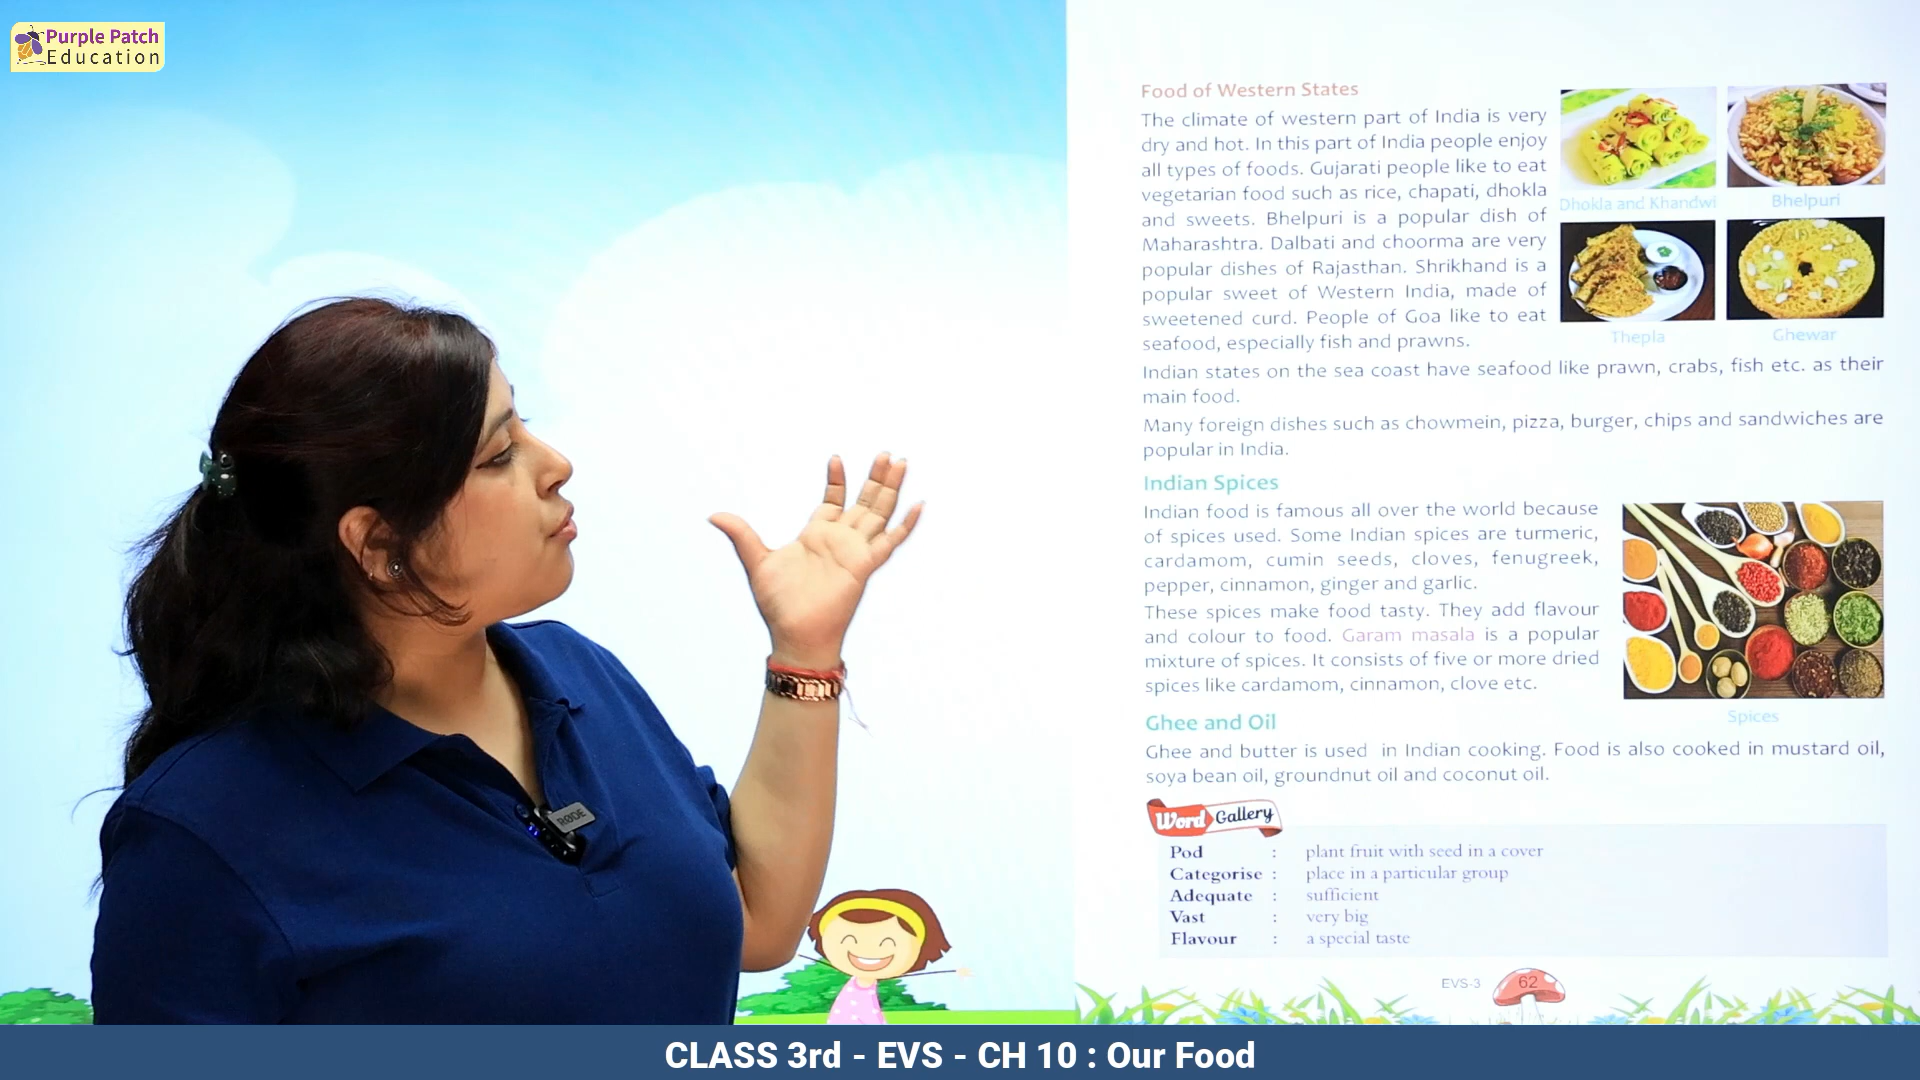 Purple Patch
Education
Food of Western States
The climate of western part of India is very
dry and hot. In this part of India people enjoy
all types of foods. Gujarati people like to eat
vegetarian food such as rice, chapati, dhokla
and sweets. Bhelpuri is a popular dish of
Maharashtra. Dalbati and choorma are very
popular dishes of Rajasthan. Shrikhand is a
popular sweet of Western India, made of
sweetened curd. People of Goa like to eat
seafood, especially fish and prawns.
Dhokla and Khandwi
Bhelpuri
Thepla
Ghewar
Indian states on the sea coast have seafood like prawn, crabs, fish etc. as their
main food.
Many foreign dishes such as chowmein, pizza, burger, chips and sandwiches are
popular in India.
Indian Spices
Indian food is famous all over the world because
of spices used. Some Indian spices are turmeric,
cardamom, cumin seeds, cloves, fenugreek,
pepper, cinnamon, ginger and garlic.
These spices make food tasty. They add flavour
and colour to food. Garam masala is a popular
mixture of spices. It consists of five or more dried
spices like cardamom, cinnamon, clove etc.
Spices
Ghee and Oil
Ghee and butter is used in Indian cooking. Food is also cooked in mustard oil,
soya bean oil, groundnut oil and coconut oil.
Word Gallery
Pod : plant fruit with seed in a cover
Categorise : place in a particular group
Adequate : sufficient
Vast : very big
Flavour : a special taste
EVS-3 62
RØDE
CLASS 3rd - EVS - CH 10 : Our Food